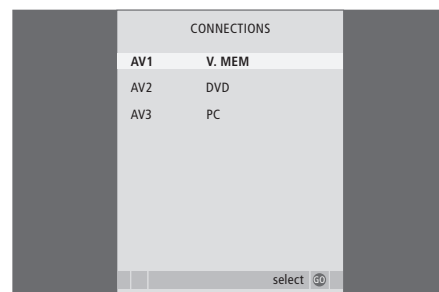 CONNECTIONS
AV1 V. MEM
AV2 DVD
AV3 PC
select GO